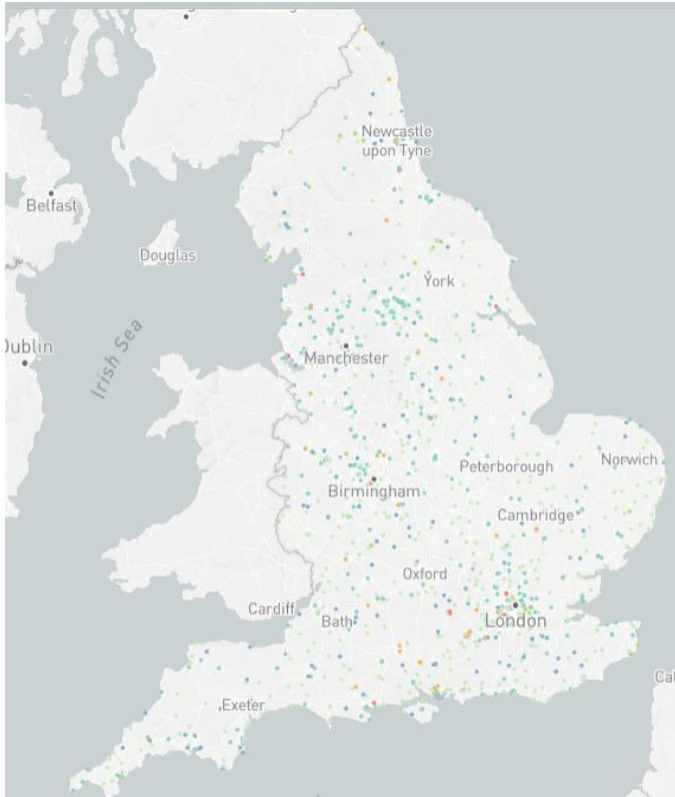 Newcastle
upon Tyne
Belfast
Douglas
York
Dublin
Irish Sea
Manchester
Peterborough
Norwich
Birmingham
Cambridge
Oxford
Cardiff
Bath
London
Cal
Exeter